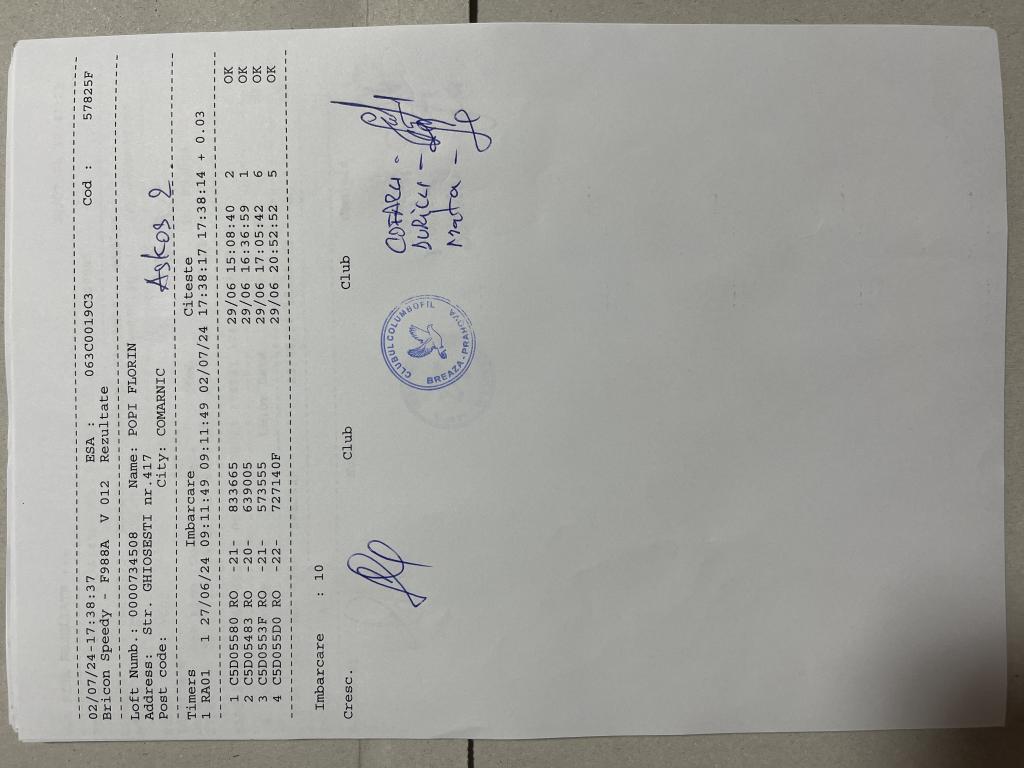 02/07/24-17:38:37 ESA : 063C0019C3 Cod : 57825F
Bricon Speedy - F988A V 012 Rezultate
Loft Numb.: 0000734508 Name: POPI FLORIN
Address: Str. GHIOSESTI nr.417
Post code: City: COMARNIC
Askos 2
Timers Imbarcare Citeste
1 RA01 1 27/06/24 09:11:49 09:11:49 02/07/24 17:38:17 17:38:14 + 0.03
1 C5D05580 RO -21- 833665 29/06 15:08:40 2 OK
2 C5D05483 RO -20- 639005 29/06 16:36:59 1 OK
3 C5D0553F RO -21- 573555 29/06 17:05:42 6 OK
4 C5D055D0 RO -22- 727140F 29/06 20:52:52 5 OK
Imbarcare : 10
Cresc. Club Club
CLUBUL COLUMBOFIL
BREAZA-PRAHOVA